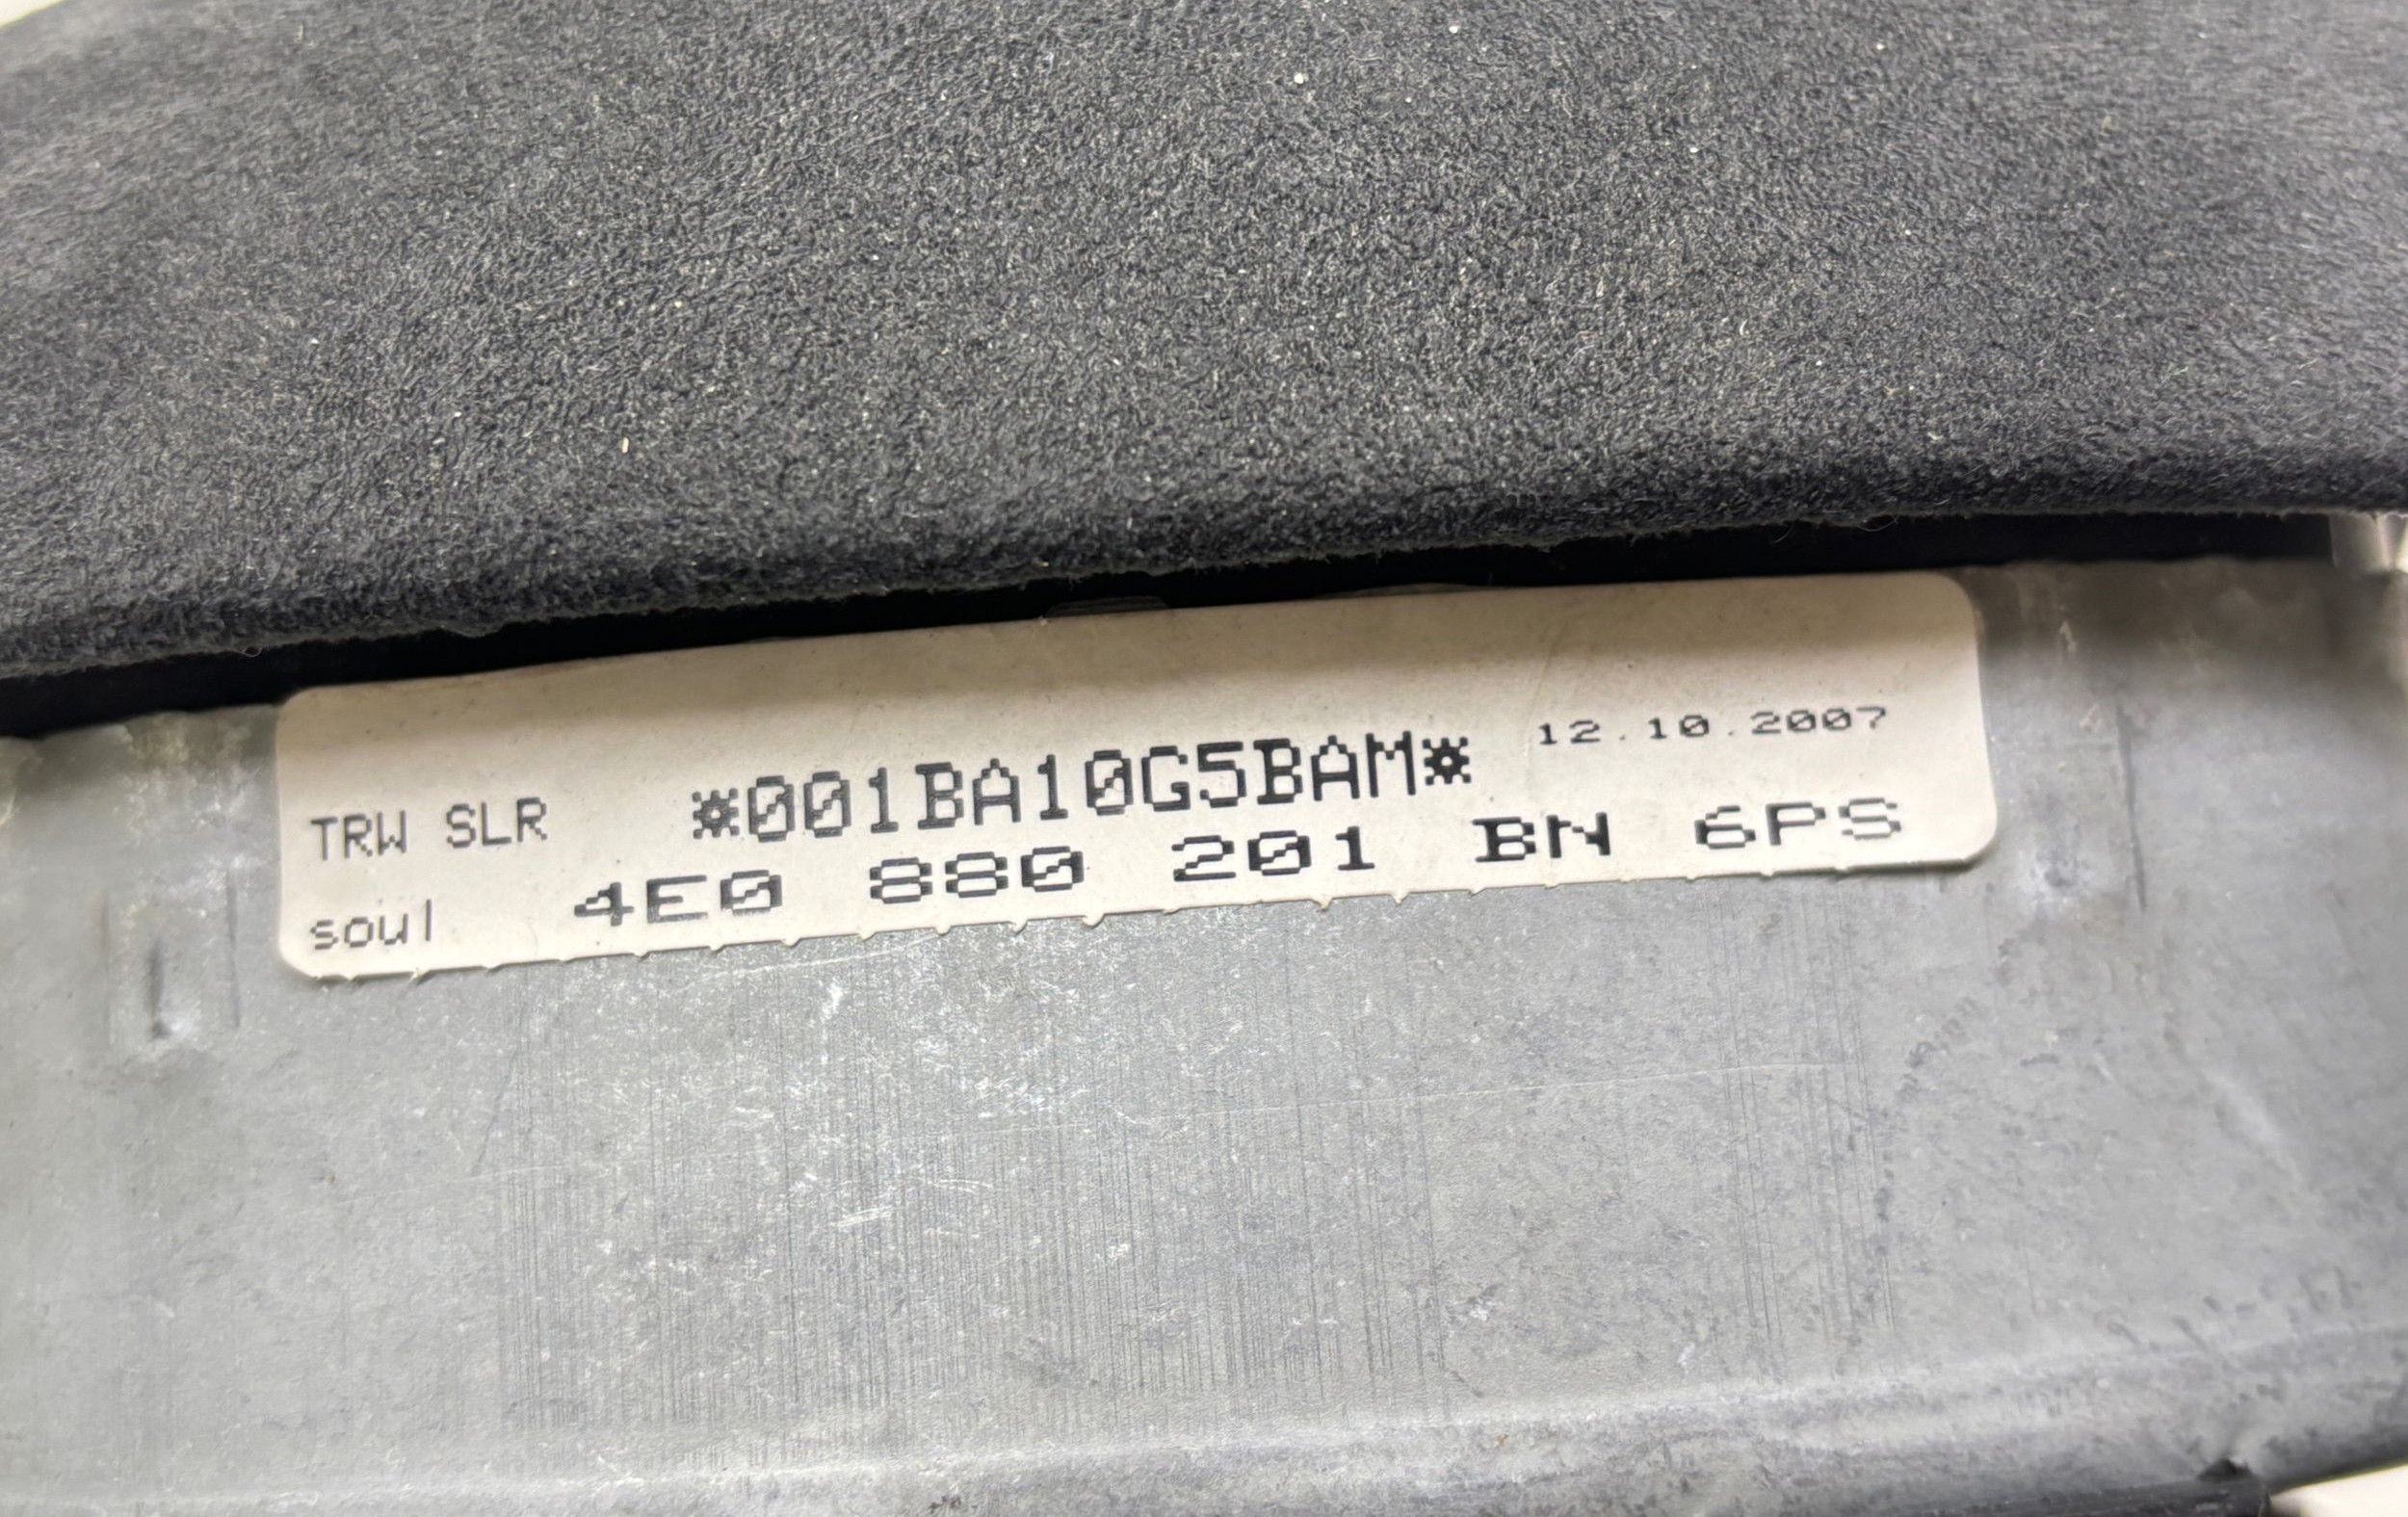 *001BA10G5BAM* 12.10.2007
TRW SLR
4E0 880 201 BN 6PS
soul